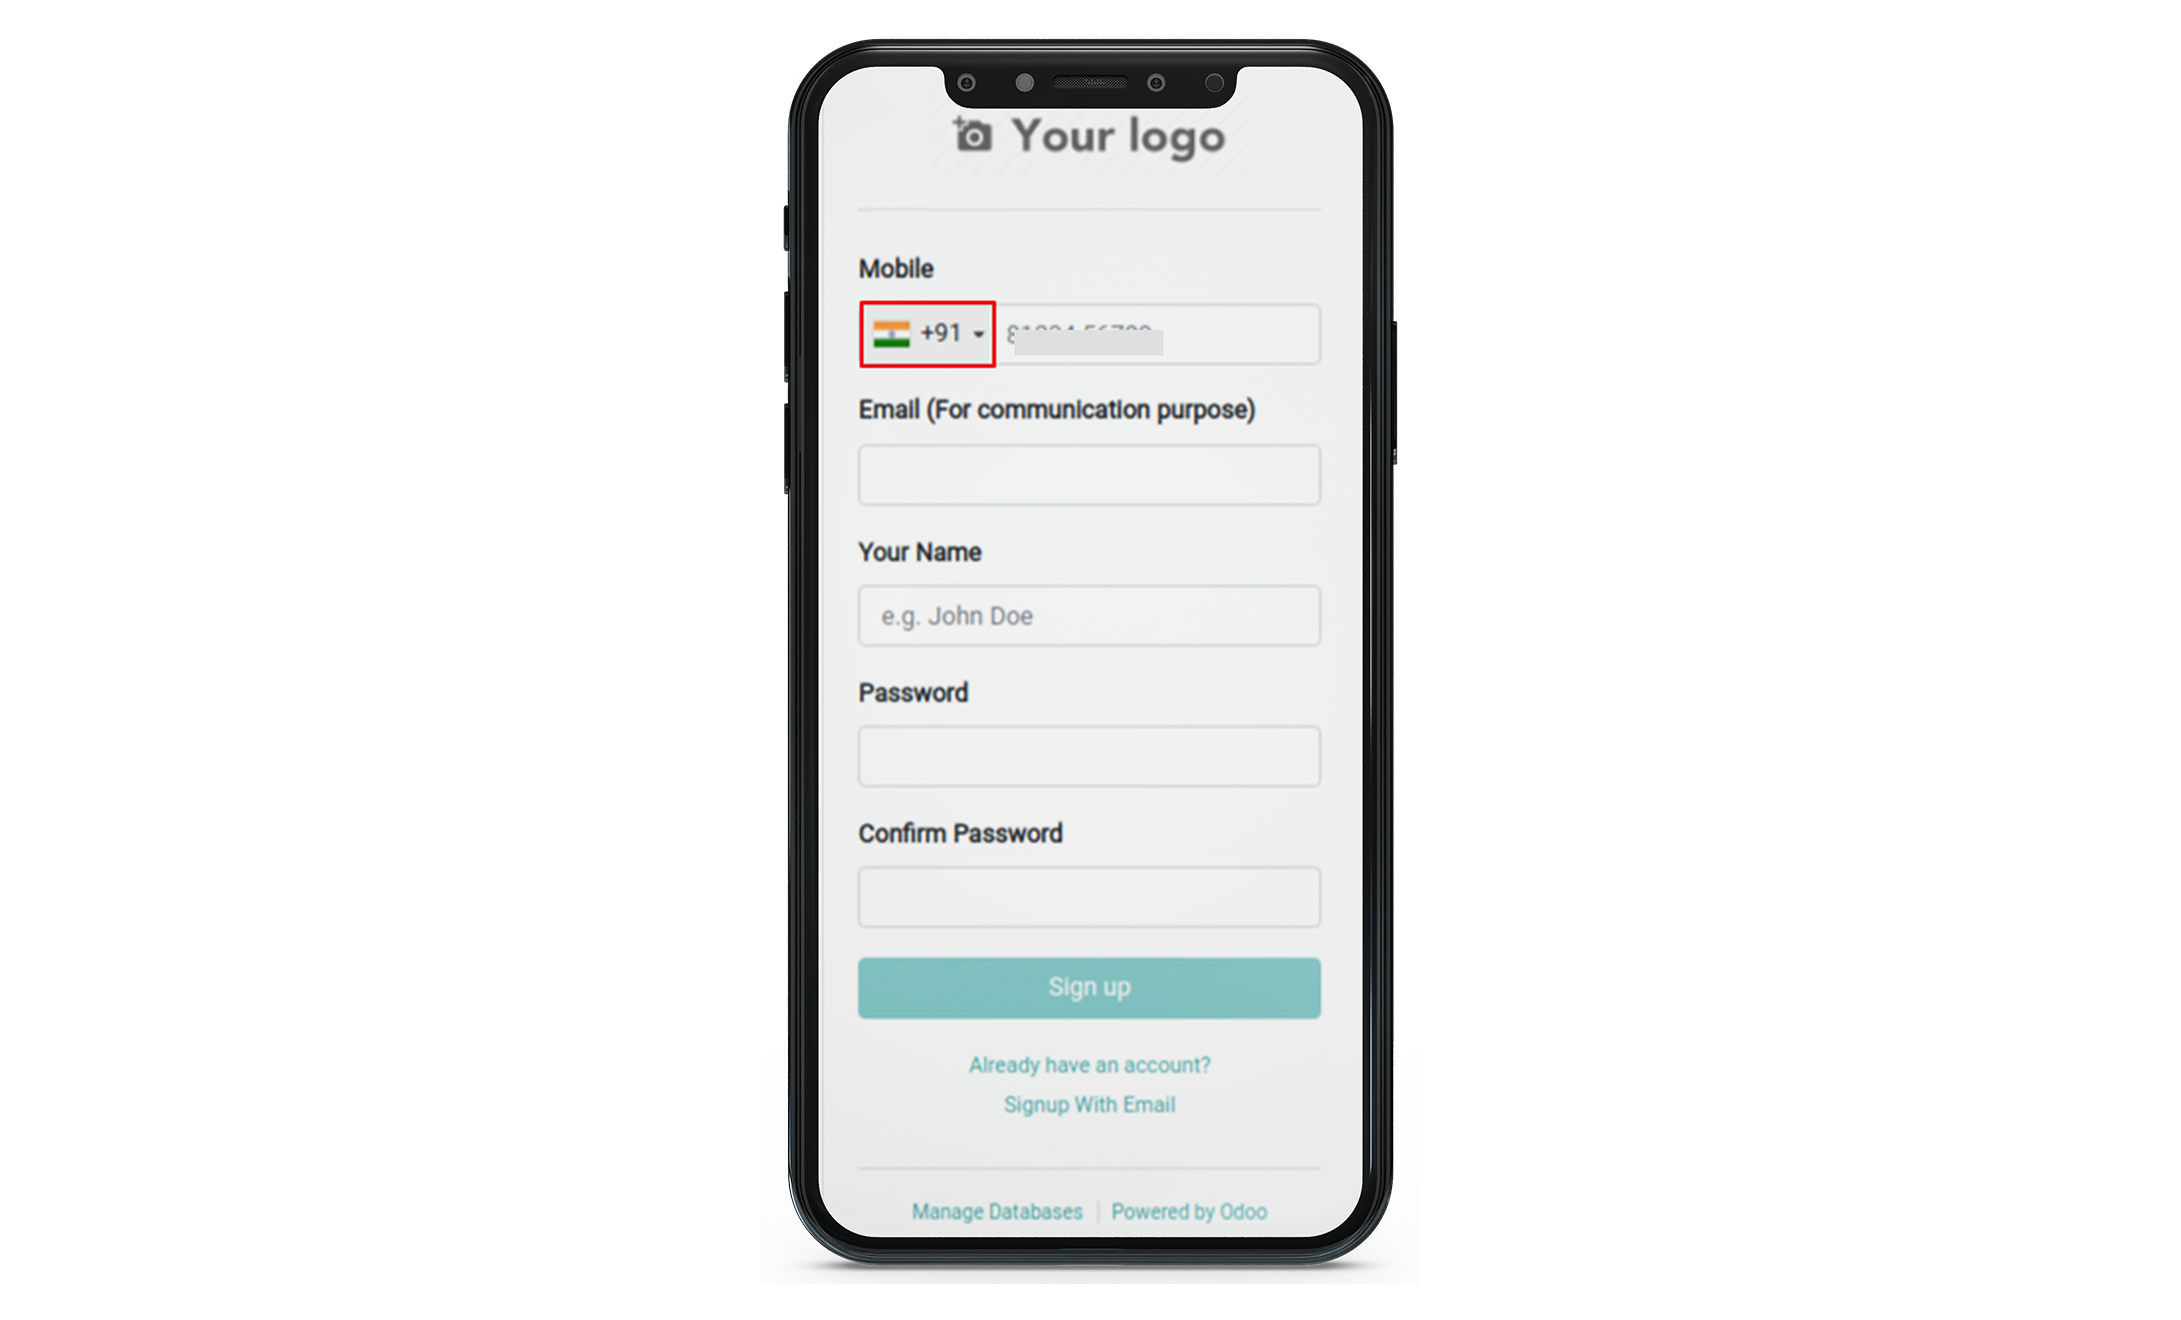 Your logo
Mobile
+91
Email (For communication purpose)
Your Name
e.g. John Doe
Password
Confirm Password
Sign up
Already have an account?
Signup With Email
Manage Databases | Powered by Odoo